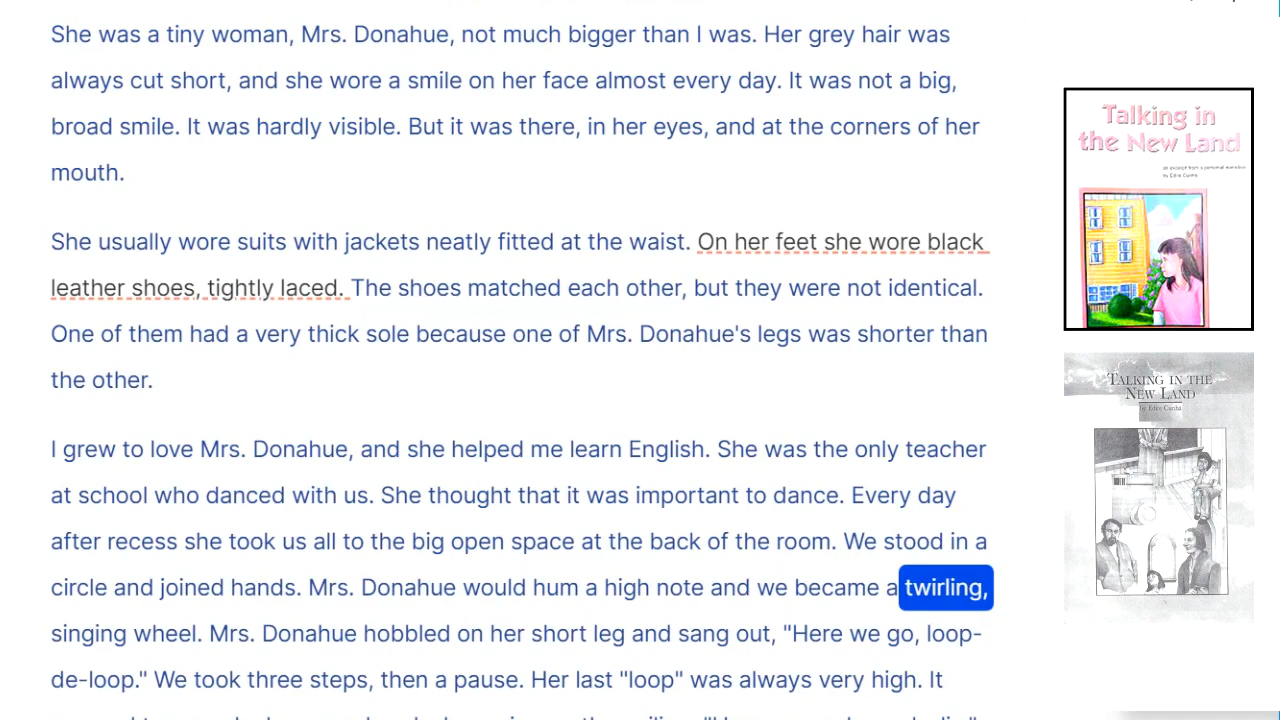 She was a tiny woman, Mrs. Donahue, not much bigger than I was. Her grey hair was
always cut short, and she wore a smile on her face almost every day. It was not a big,
broad smile. It was hardly visible. But it was there, in her eyes, and at the corners of her
mouth.
She usually wore suits with jackets neatly fitted at the waist. On her feet she wore black
leather shoes, tightly laced. The shoes matched each other, but they were not identical.
One of them had a very thick sole because one of Mrs. Donahue's legs was shorter than
the other.
I grew to love Mrs. Donahue, and she helped me learn English. She was the only teacher
at school who danced with us. She thought that it was important to dance. Every day
after recess she took us all to the big open space at the back of the room. We stood in a
circle and joined hands. Mrs. Donahue would hum a high note and we became a twirling,
singing wheel. Mrs. Donahue hobbled on her short leg and sang out, "Here we go, loop-
de-loop." We took three steps, then a pause. Her last "loop" was always very high. It
Talking in
the New Land
an excerpt from a personal narrative
by Edite Cunhã
TALKING IN THE
NEW LAND
by Edite Cunhã